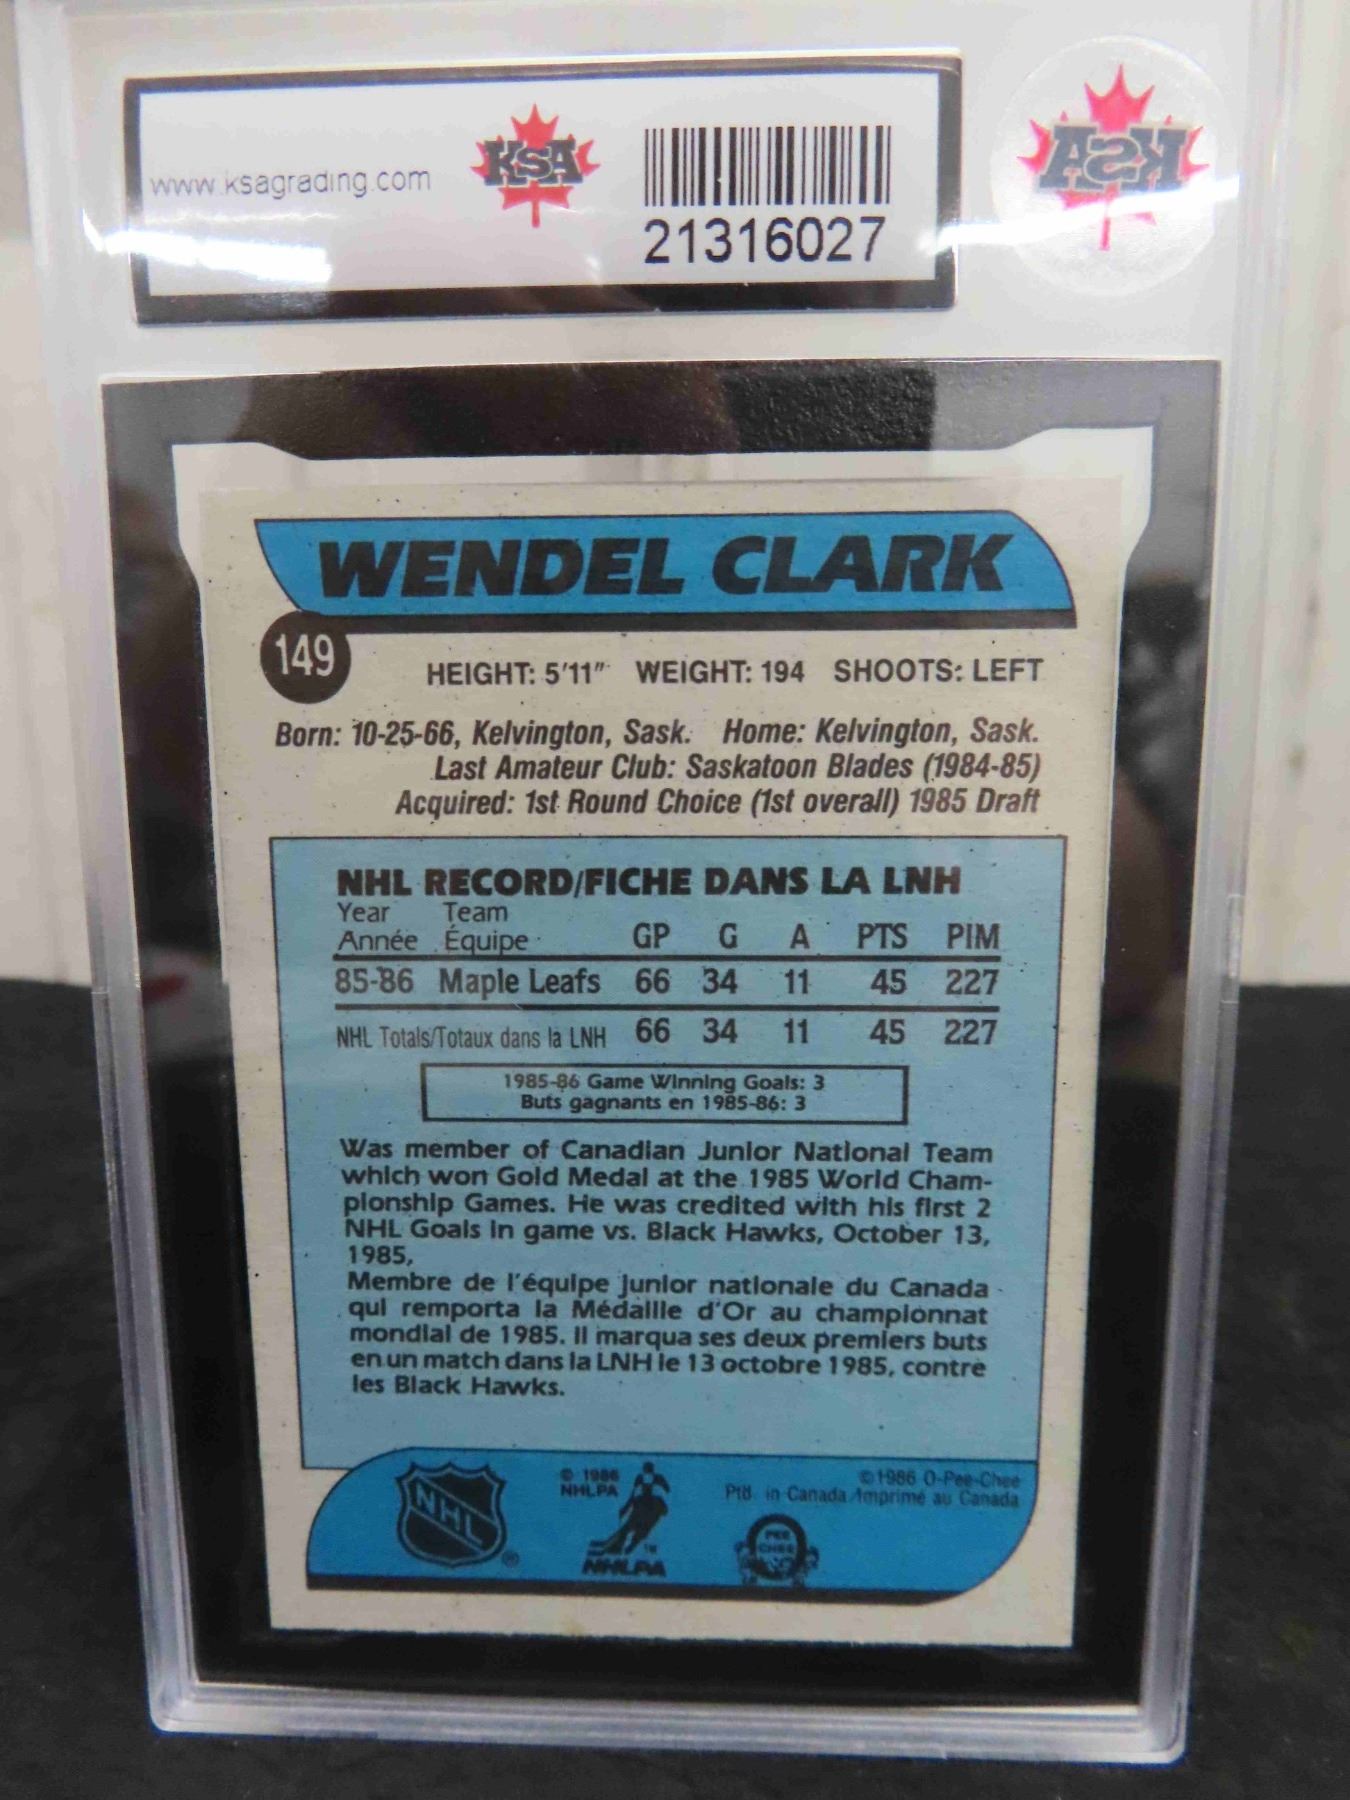 www.ksagrading.com
KSA
21316027
KSA
WENDEL CLARK
149
HEIGHT: 5'11" WEIGHT: 194 SHOOTS: LEFT
Born: 10-25-66, Kelvington, Sask. Home: Kelvington, Sask.
Last Amateur Club: Saskatoon Blades (1984-85)
Acquired: 1st Round Choice (1st overall) 1985 Draft
NHL RECORD/FICHE DANS LA LNH
Year Team
Année Équipe GP G A PTS PIM
85-86 Maple Leafs 66 34 11 45 227
NHL Totals/Totaux dans la LNH 66 34 11 45 227
1985-86 Game Winning Goals: 3
Buts gagnants en 1985-86: 3
Was member of Canadian Junior National Team
which won Gold Medal at the 1985 World Cham-
pionship Games. He was credited with his first 2
NHL Goals in game vs. Black Hawks, October 13,
1985,
Membre de l'équipe Junior nationale du Canada
qui remporta la Médaille d'Or au championnat
mondial de 1985. Il marqua ses deux premiers buts
en un match dans la LNH le 13 octobre 1985, contre
les Black Hawks.
NHL ®
© 1986
NHLPA
NHLPA
© 1986 O-Pee-Chee
Ptd. in Canada/Imprimé au Canada
PEE
CHEE